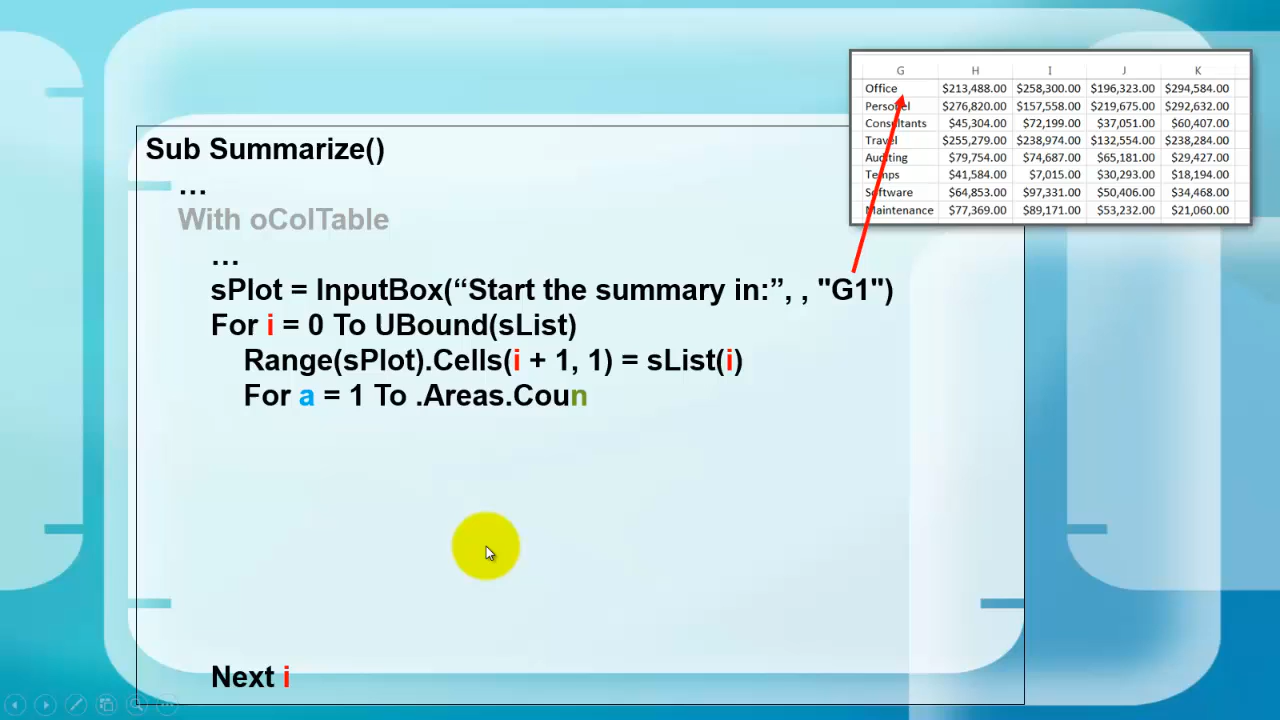 Sub Summarize()
…
With oColTable
…
sPlot = InputBox(“Start the summary in:”, , "G1")
For i = 0 To UBound(sList)
Range(sPlot).Cells(i + 1, 1) = sList(i)
For a = 1 To .Areas.Coun
Next i
G H I J K
Office $213,488.00 $258,300.00 $196,323.00 $294,584.00
Personel $276,820.00 $157,558.00 $219,675.00 $292,632.00
Consultants $45,304.00 $72,199.00 $37,051.00 $60,407.00
Travel $255,279.00 $238,974.00 $132,554.00 $238,284.00
Auditing $79,754.00 $74,687.00 $65,181.00 $29,427.00
Temps $41,584.00 $7,015.00 $30,293.00 $18,194.00
Software $64,853.00 $97,331.00 $50,406.00 $34,468.00
Maintenance $77,369.00 $89,171.00 $53,232.00 $21,060.00